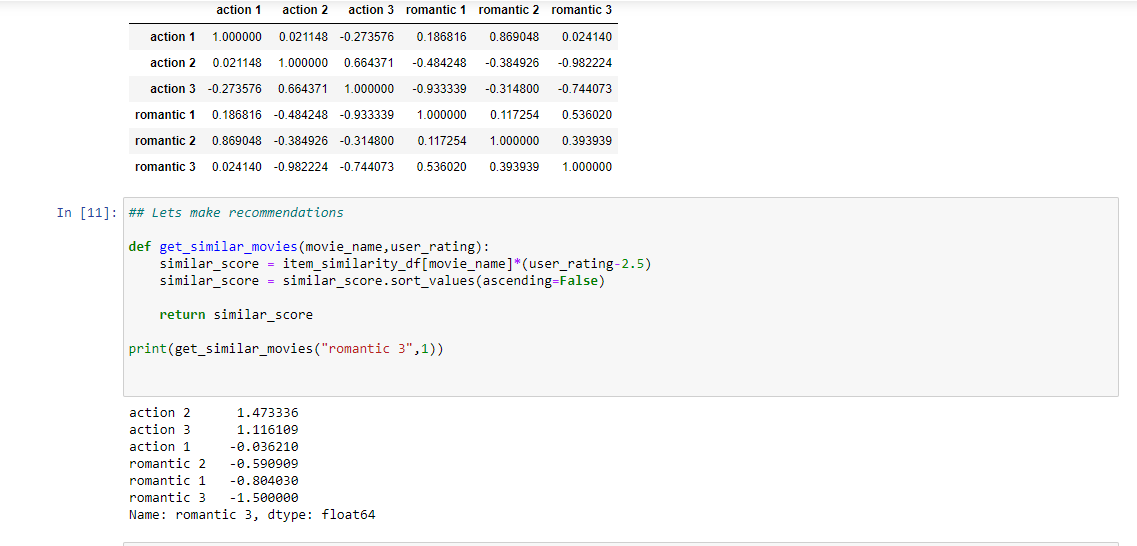 action 1 action 2 action 3 romantic 1 romantic 2 romantic 3
action 1 1.000000 0.021148 -0.273576 0.186816 0.869048 0.024140
action 2 0.021148 1.000000 0.664371 -0.484248 -0.384926 -0.982224
action 3 -0.273576 0.664371 1.000000 -0.933339 -0.314800 -0.744073
romantic 1 0.186816 -0.484248 -0.933339 1.000000 0.117254 0.536020
romantic 2 0.869048 -0.384926 -0.314800 0.117254 1.000000 0.393939
romantic 3 0.024140 -0.982224 -0.744073 0.536020 0.393939 1.000000
In [11]: ## Lets make recommendations
def get_similar_movies(movie_name,user_rating):
    similar_score = item_similarity_df[movie_name]*(user_rating-2.5)
    similar_score = similar_score.sort_values(ascending=False)
    return similar_score
print(get_similar_movies("romantic 3",1))
action 2 1.473336
action 3 1.116109
action 1 -0.036210
romantic 2 -0.590909
romantic 1 -0.804030
romantic 3 -1.500000
Name: romantic 3, dtype: float64